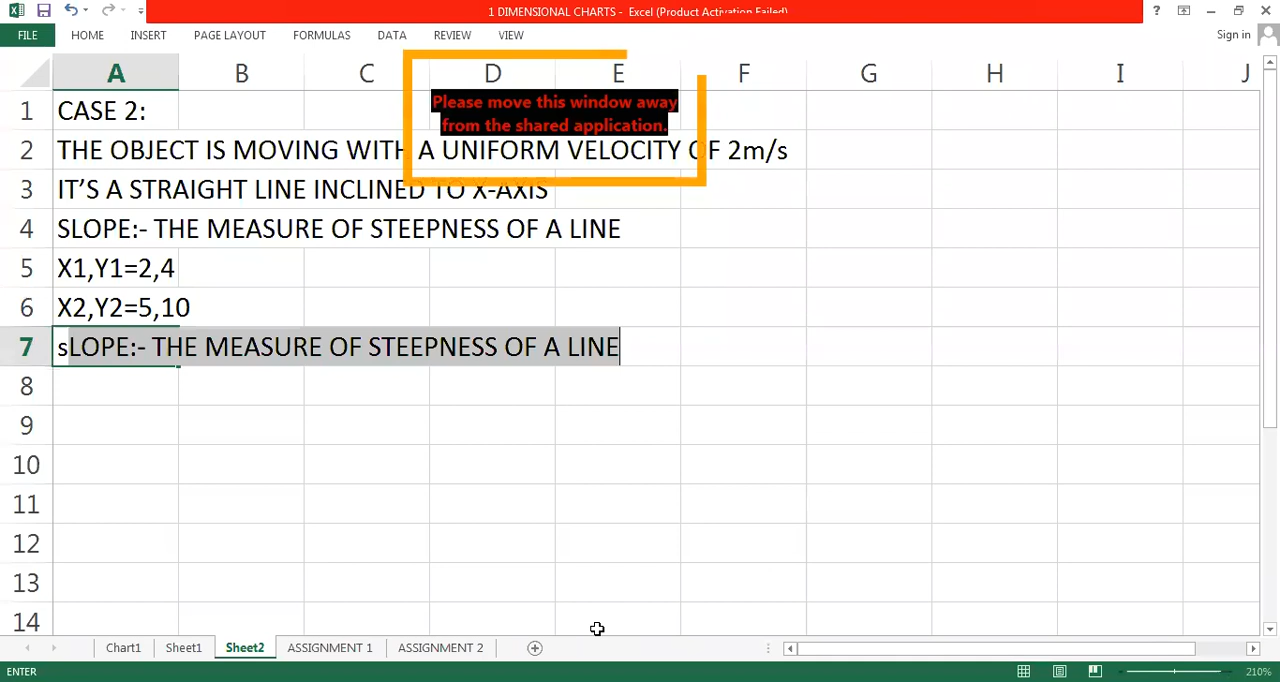 1 DIMENSIONAL CHARTS - Excel (Product Activation Failed)
?
FILE HOME INSERT PAGE LAYOUT FORMULAS DATA REVIEW VIEW Sign in
A B C D E F G H I J
Please move this window away
from the shared application.
1 CASE 2:
2 THE OBJECT IS MOVING WITH A UNIFORM VELOCITY OF 2m/s
3 IT’S A STRAIGHT LINE INCLINED TO X-AXIS
4 SLOPE:- THE MEASURE OF STEEPNESS OF A LINE
5 X1,Y1=2,4
6 X2,Y2=5,10
7 sLOPE:- THE MEASURE OF STEEPNESS OF A LINE
8
9
10
11
12
13
14
Chart1 Sheet1 Sheet2 ASSIGNMENT 1 ASSIGNMENT 2
ENTER 210%